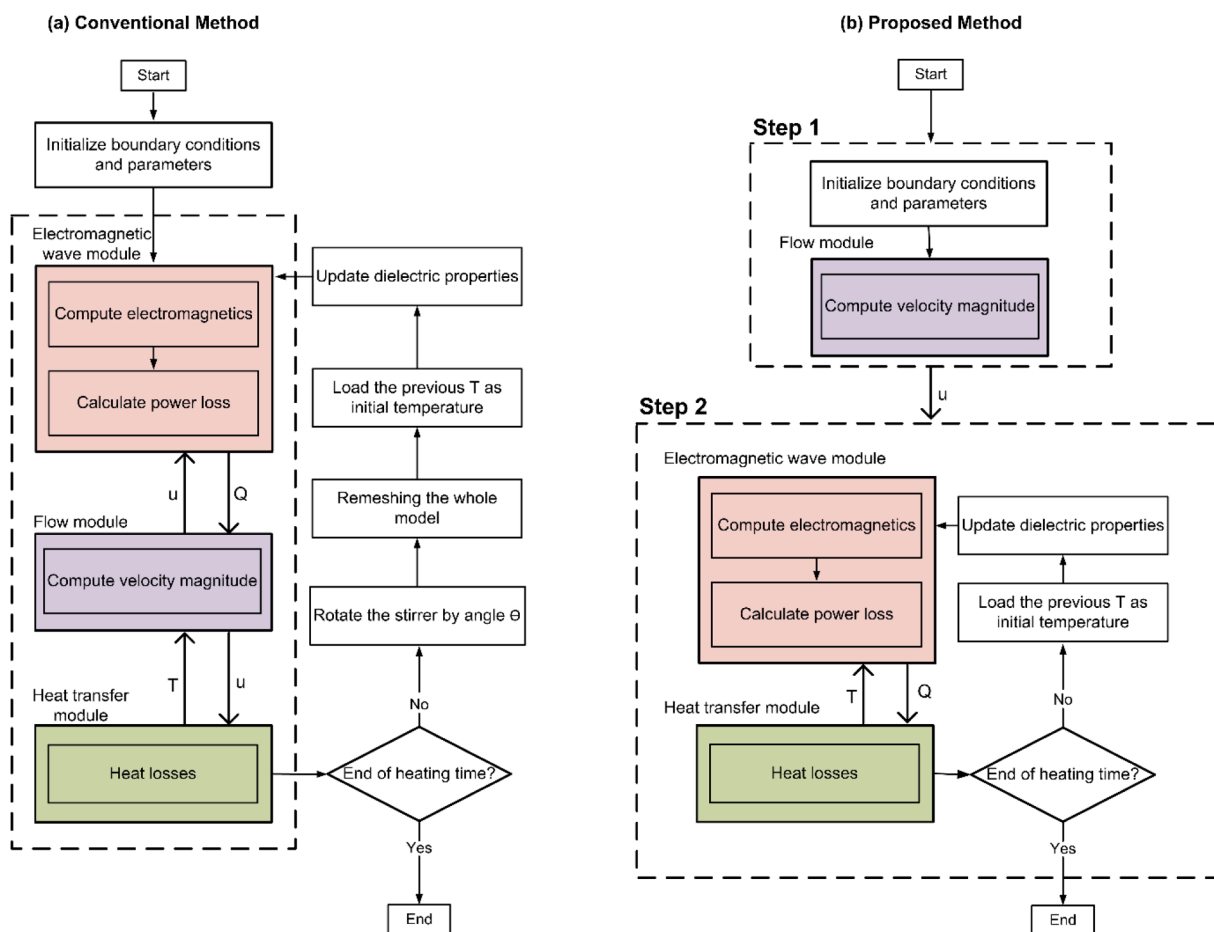 (a) Conventional Method
Start
Initialize boundary conditions
and parameters
Electromagnetic
wave module
Compute electromagnetics
Calculate power loss
u
Q
Flow module
Compute velocity magnitude
T
u
Heat transfer
module
Heat losses
End of heating time?
No
Rotate the stirrer by angle Θ
Remeshing the whole
model
Load the previous T as
initial temperature
Update dielectric properties
Yes
End
(b) Proposed Method
Start
Step 1
Initialize boundary conditions
and parameters
Flow module
Compute velocity magnitude
u
Step 2
Electromagnetic wave module
Compute electromagnetics
Calculate power loss
T
Q
Heat transfer module
Heat losses
End of heating time?
No
Load the previous T as
initial temperature
Update dielectric properties
Yes
End